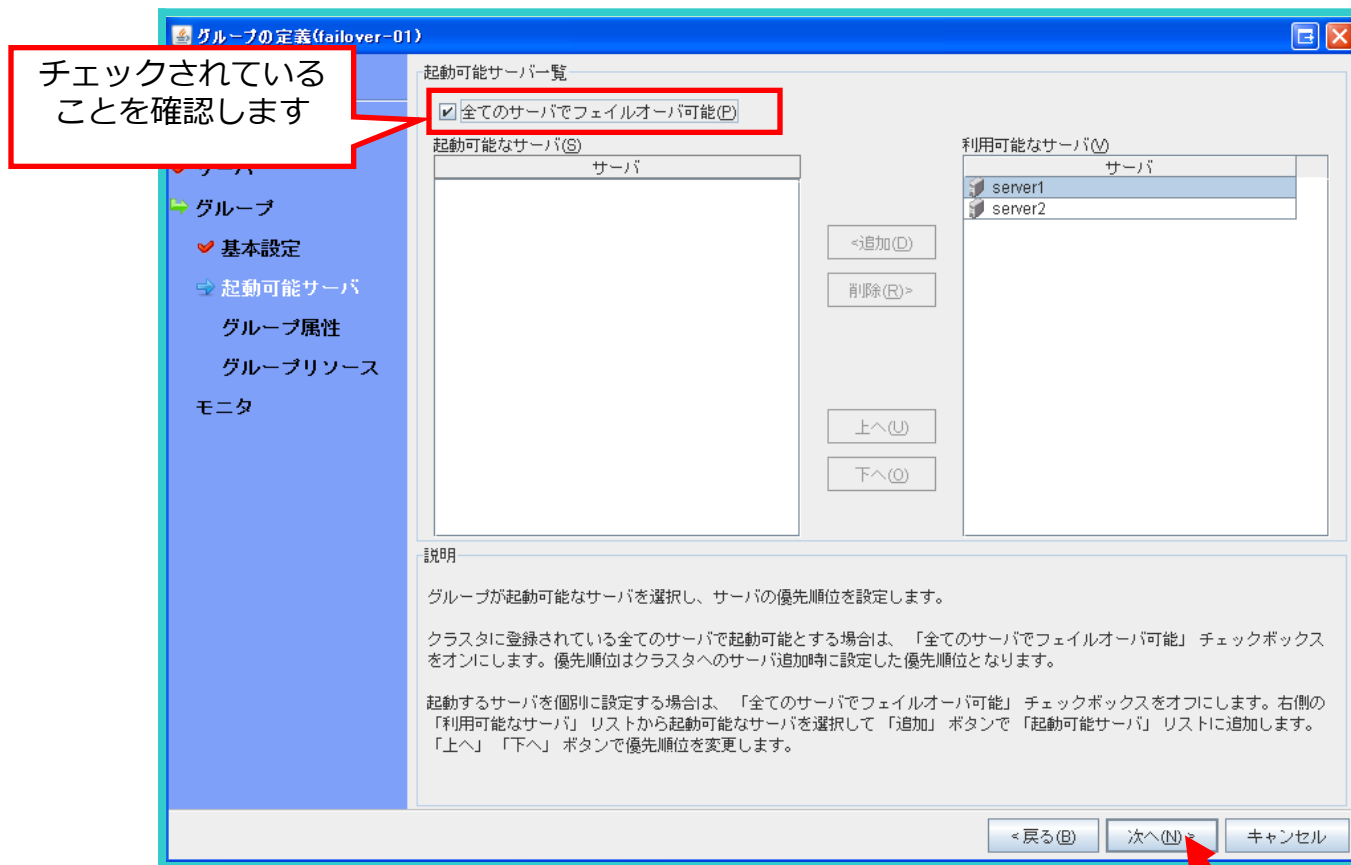 グループの定義(failover-01)
チェックされている
ことを確認します
サーバ
グループ
基本設定
起動可能サーバ
グループ属性
グループリソース
モニタ
起動可能サーバ一覧
全てのサーバでフェイルオーバ可能(P)
起動可能なサーバ(S)
サーバ
<追加(D)
削除(R)>
上へ(U)
下へ(O)
利用可能なサーバ(V)
サーバ
server1
server2
説明
グループが起動可能なサーバを選択し、サーバの優先順位を設定します。
クラスタに登録されている全てのサーバで起動可能とする場合は、「全てのサーバでフェイルオーバ可能」 チェックボックス
をオンにします。優先順位はクラスタへのサーバ追加時に設定した優先順位となります。
起動するサーバを個別に設定する場合は、「全てのサーバでフェイルオーバ可能」 チェックボックスをオフにします。右側の
「利用可能なサーバ」 リストから起動可能なサーバを選択して 「追加」 ボタンで 「起動可能サーバ」 リストに追加します。
「上へ」 「下へ」 ボタンで優先順位を変更します。
<戻る(B)
次へ(N)>
キャンセル